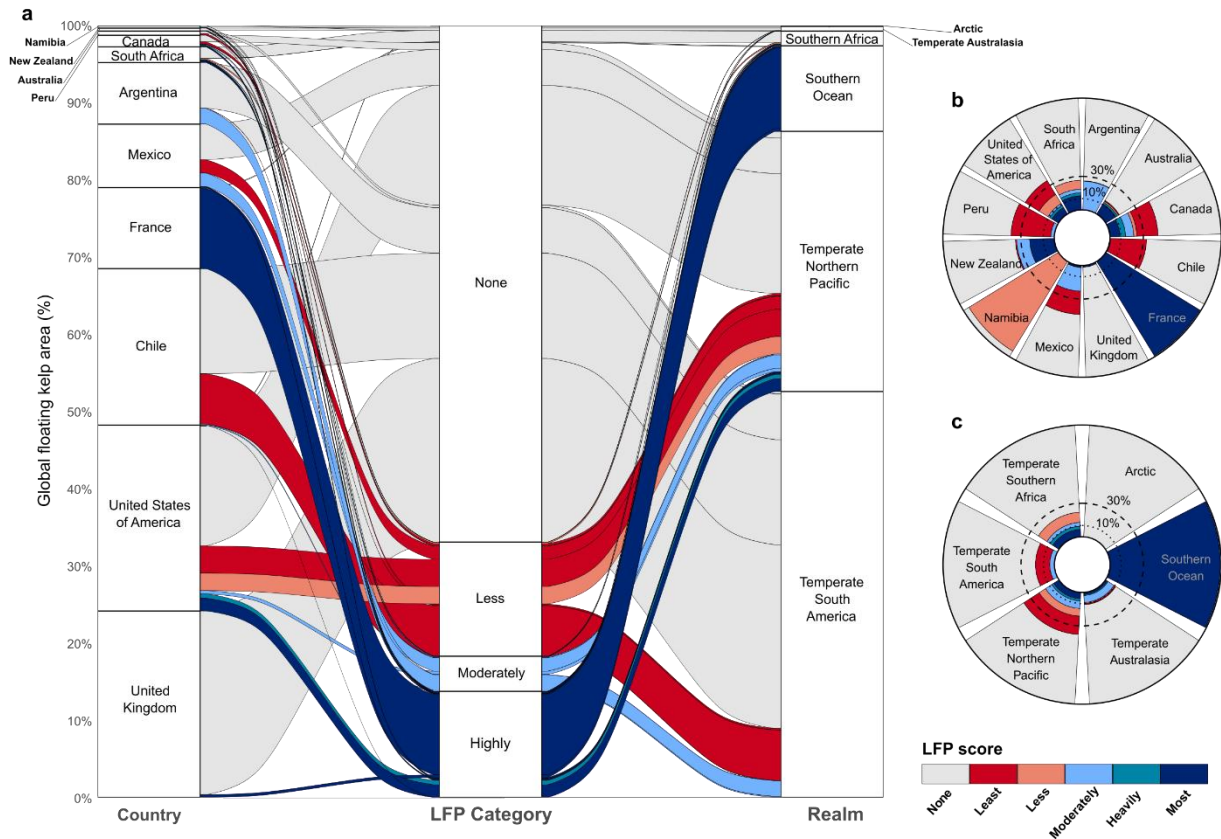 a
100%
90%
80%
70%
60%
50%
40%
30%
20%
10%
0%
Global floating kelp area (%)
Namibia
New Zealand
Australia
Peru
Canada
South Africa
Argentina
Mexico
France
Chile
United States
of America
United
Kingdom
None
Less
Moderately
Highly
Arctic
Temperate Australasia
Southern Africa
Southern
Ocean
Temperate
Northern
Pacific
Temperate
South
America
Country
LFP Category
Realm
b
South
Africa
Argentina
United
States of
America
Australia
30%
10%
Peru
Canada
New Zealand
Chile
Namibia
France
Mexico
United
Kingdom
c
Temperate
Southern
Africa
Arctic
30%
10%
Temperate
South
America
Southern
Ocean
Temperate
Northern
Pacific
Temperate
Australasia
LFP score
None
Least
Less
Moderately
Heavily
Most